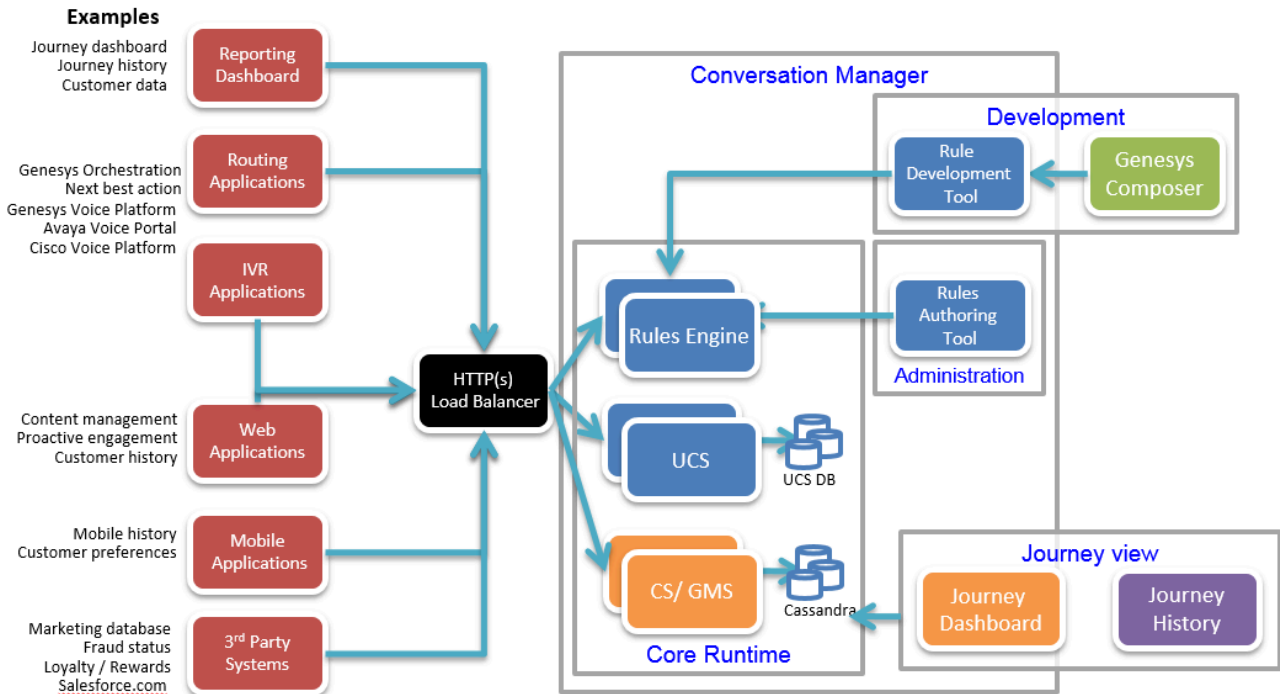 Examples
Journey dashboard
Journey history
Customer data
Reporting
Dashboard
Genesys Orchestration
Next best action
Routing
Applications
Genesys Voice Platform
Avaya Voice Portal
Cisco Voice Platform
IVR
Applications
Content management
Proactive engagement
Customer history
Web
Applications
Mobile history
Customer preferences
Mobile
Applications
Marketing database
Fraud status
Loyalty / Rewards
Salesforce.com
3rd Party
Systems
HTTP(s)
Load Balancer
Conversation Manager
Development
Rule
Development
Tool
Genesys
Composer
Rules Engine
Rules
Authoring
Tool
Administration
UCS
UCS DB
CS/ GMS
Cassandra
Core Runtime
Journey view
Journey
Dashboard
Journey
History